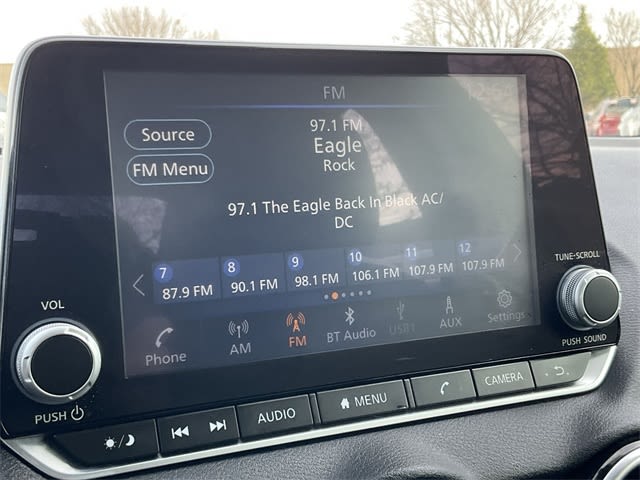 FM
Source
97.1 FM
Eagle
Rock
FM Menu
97.1 The Eagle Back In Black AC/
DC
7 8 9 10 11 12
87.9 FM 90.1 FM 98.1 FM 106.1 FM 107.9 FM 107.9 FM
Phone AM FM BT Audio USB1 AUX Settings
VOL
PUSH
TUNE·SCROLL
PUSH SOUND
AUDIO MENU CAMERA